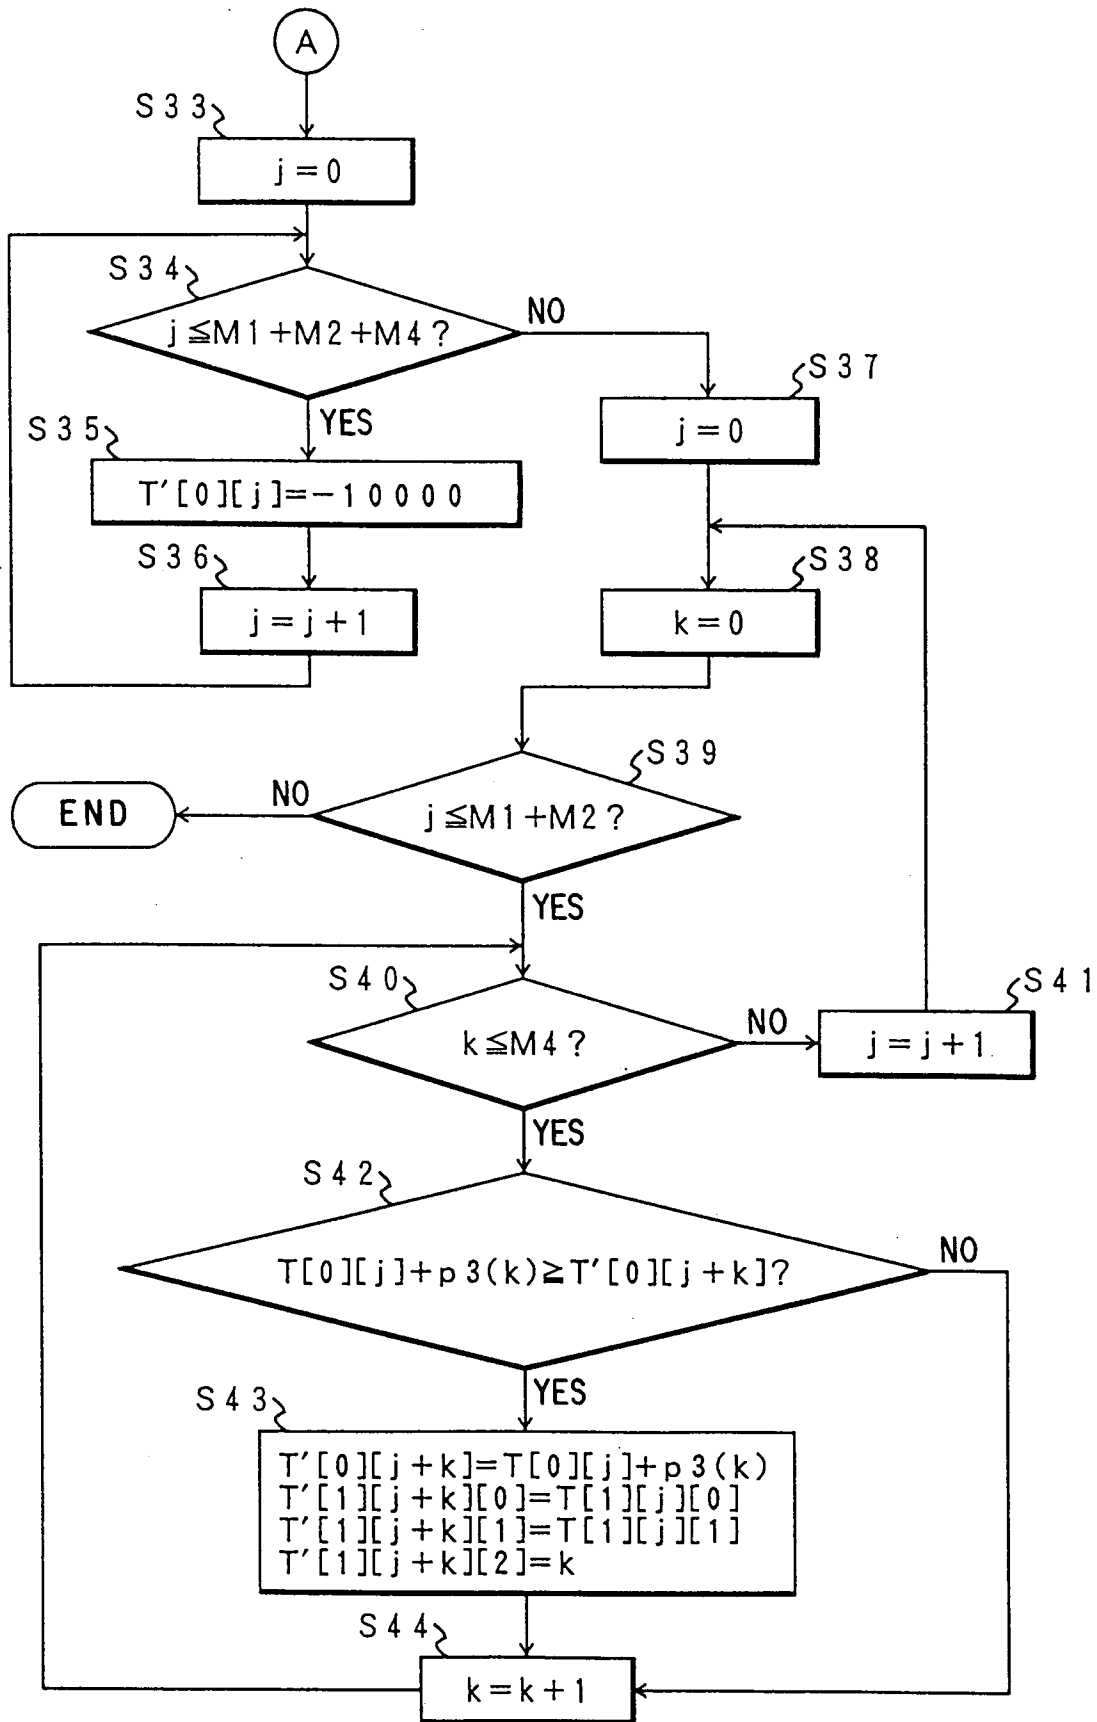 A
S33
j=0
S34
j≦M1+M2+M4?
NO
YES
S35
T′[0][j]=-10000
S36
j=j+1
S37
j=0
S38
k=0
S39
j≦M1+M2?
NO
END
YES
S40
k≦M4?
NO
S41
j=j+1
YES
S42
T[0][j]+p3(k)≧T′[0][j+k]?
NO
YES
S43
T′[0][j+k]=T[0][j]+p3(k)
T′[1][j+k][0]=T[1][j][0]
T′[1][j+k][1]=T[1][j][1]
T′[1][j+k][2]=k
S44
k=k+1